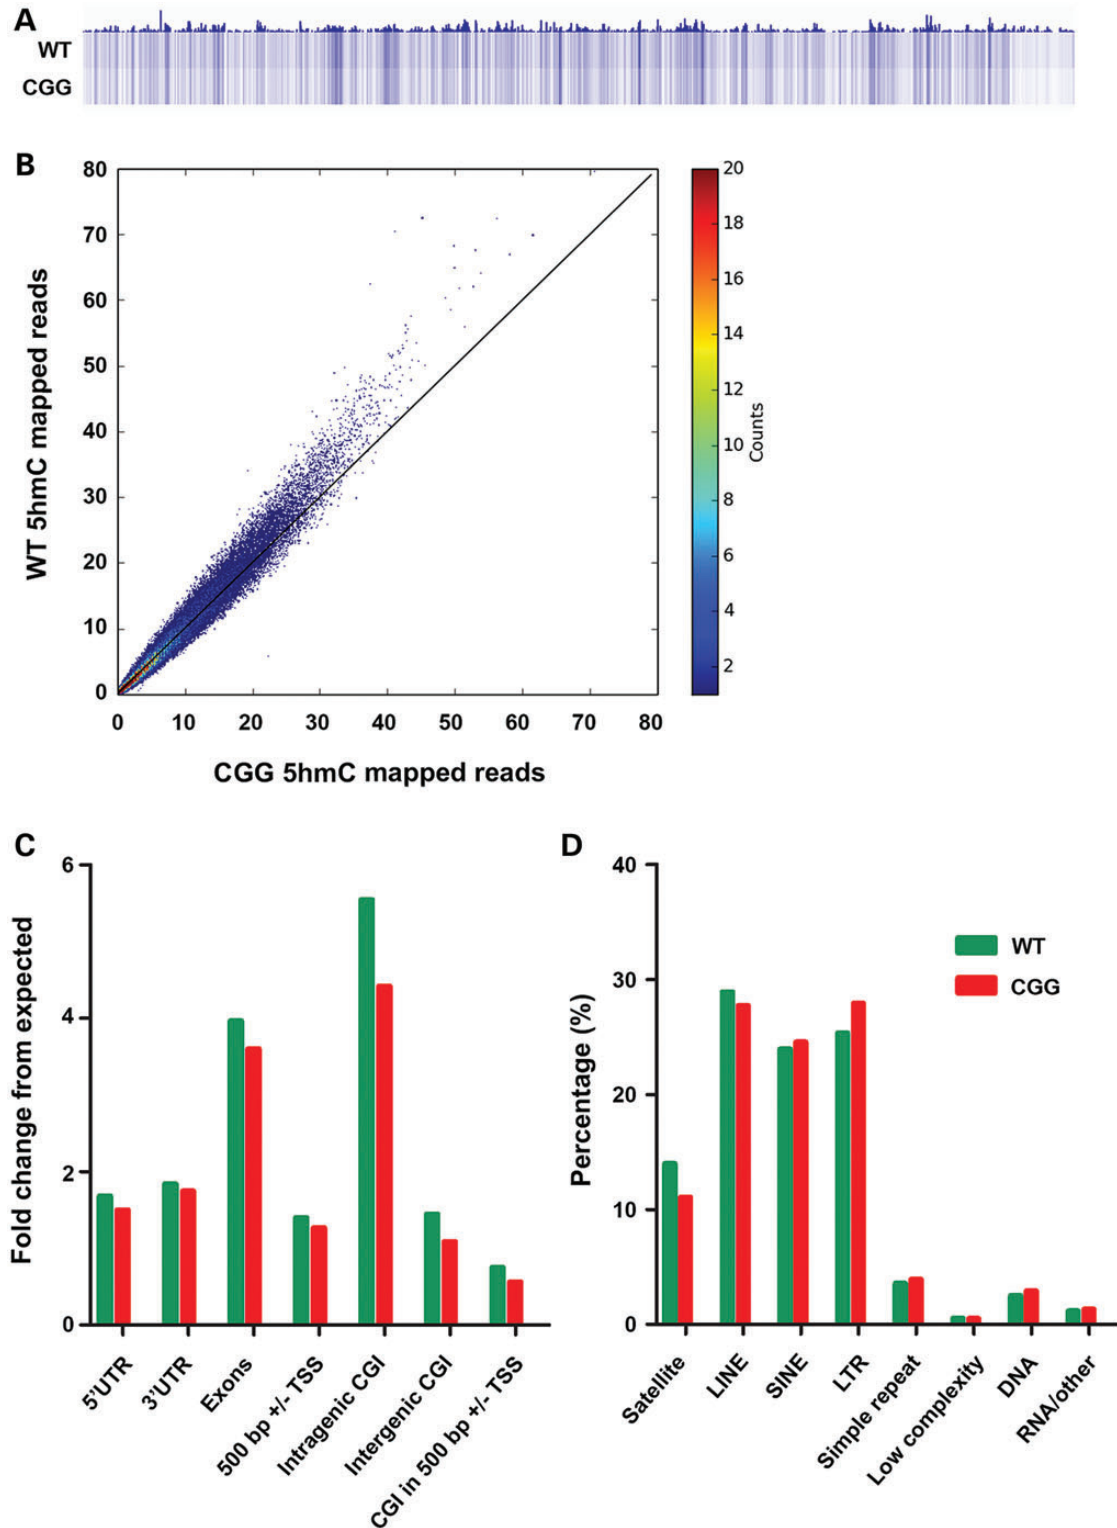 A
WT
CGG
B
80
70
60
50
40
30
20
10
0
WT 5hmC mapped reads
0 10 20 30 40 50 60 70 80
CGG 5hmC mapped reads
20
18
16
14
12
10
8
6
4
2
Counts
C
6
4
2
0
Fold change from expected
5'UTR
3'UTR
Exons
500 bp +/- TSS
Intragenic CGI
Intergenic CGI
CGI in 500 bp +/- TSS
D
40
30
20
10
0
Percentage (%)
WT
CGG
Satellite
LINE
SINE
LTR
Simple repeat
Low complexity
DNA
RNA/other